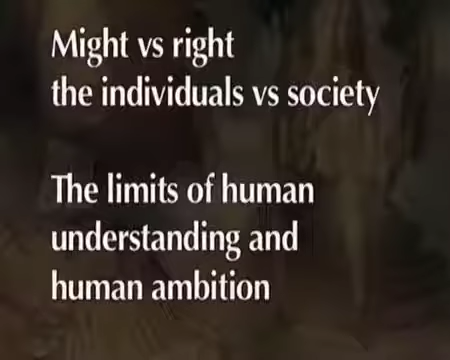 Might vs right
the individuals vs society
The limits of human
understanding and
human ambition